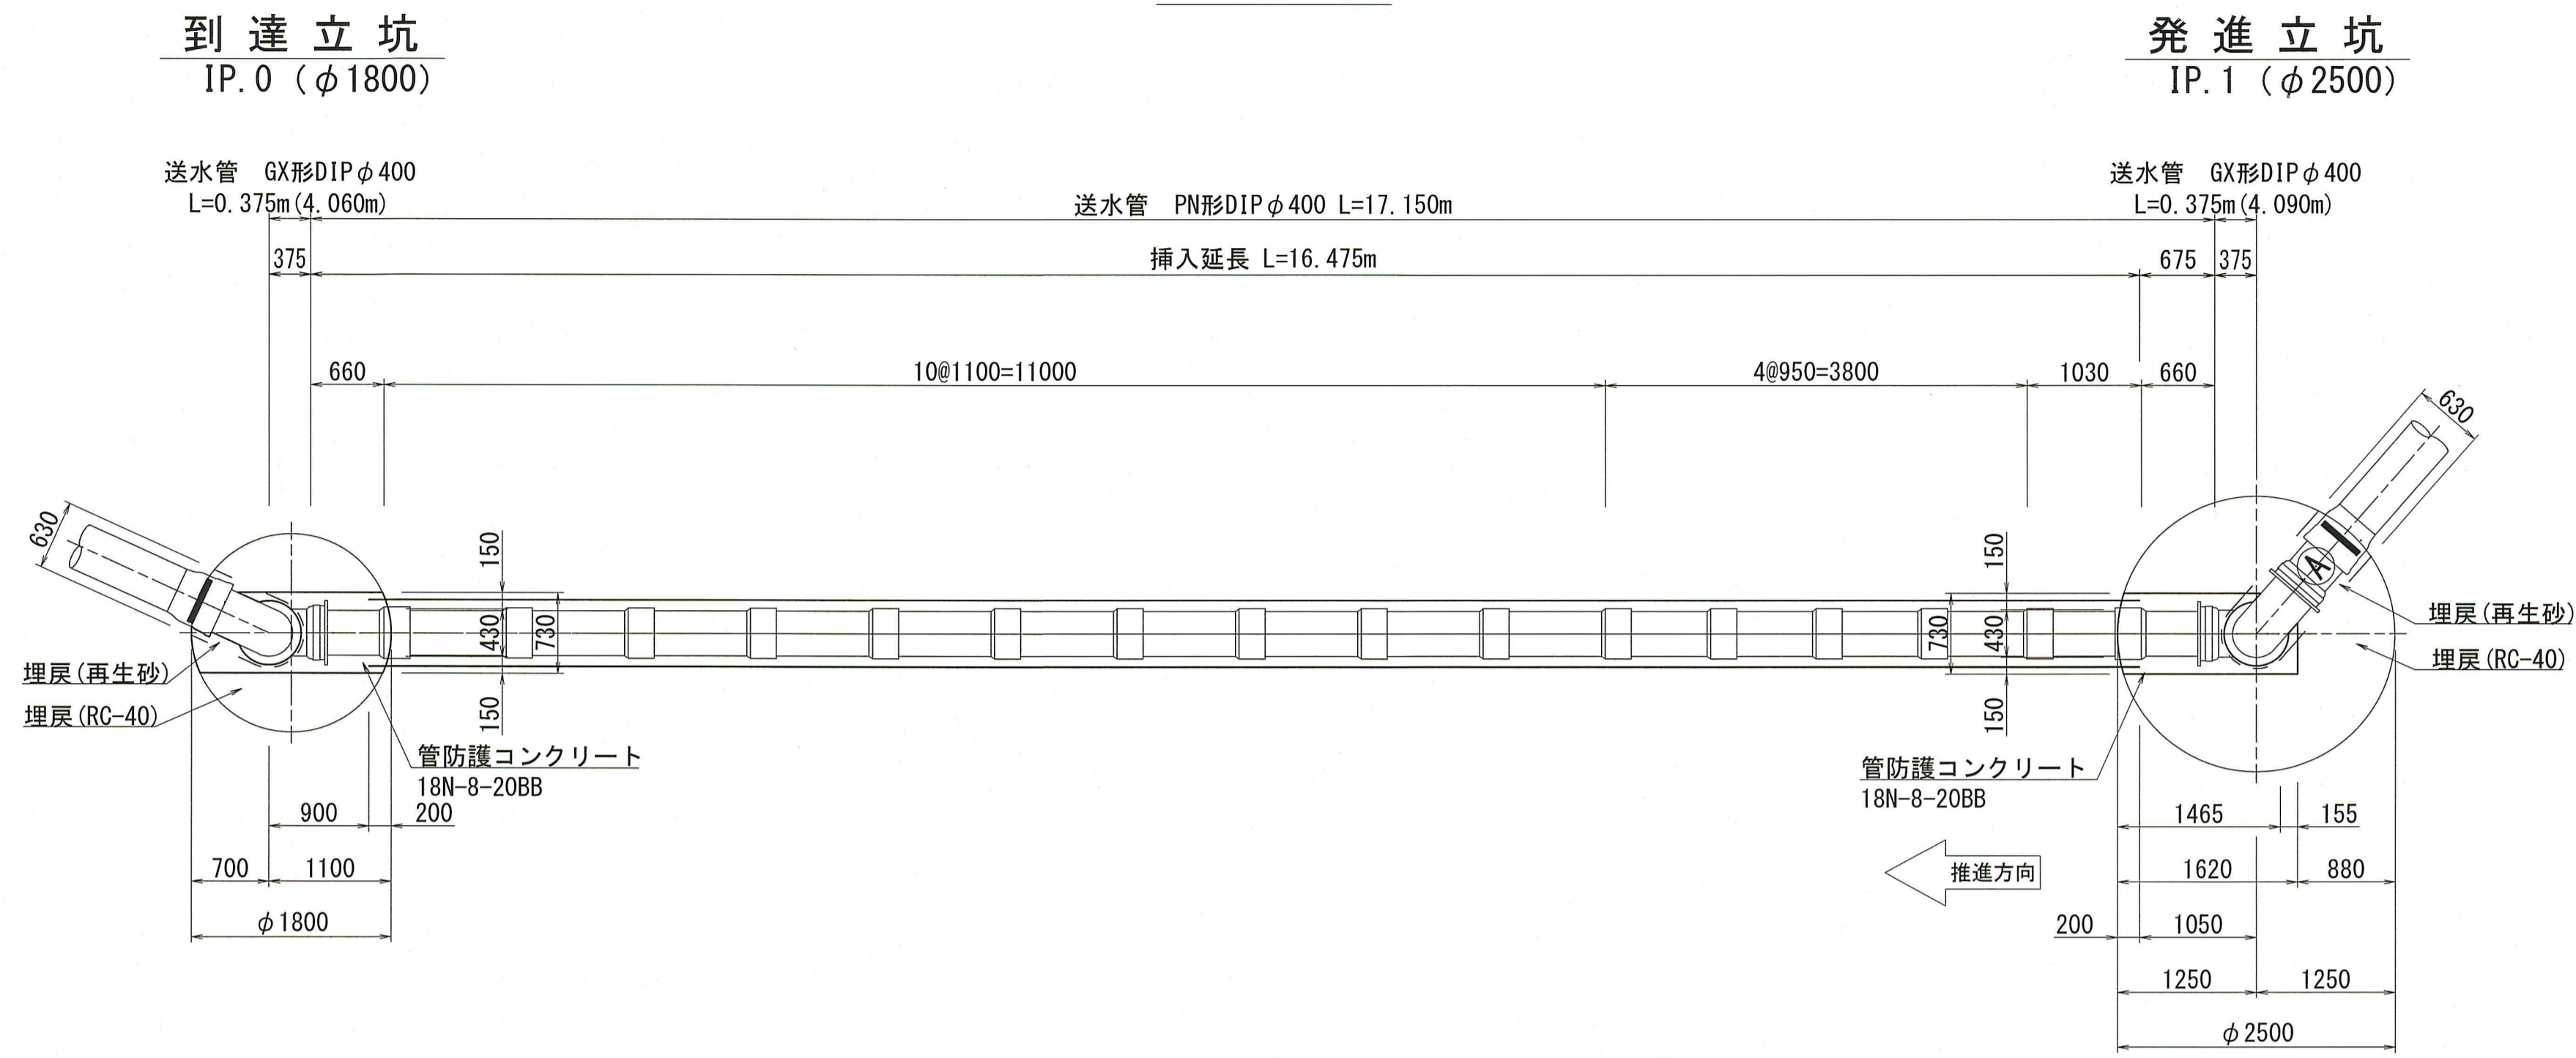 到達立坑
IP.0 (φ1800)
発進立坑
IP.1 (φ2500)
送水管 GX形DIPφ400
L=0.375m(4.060m)
送水管 PN形DIPφ400 L=17.150m
送水管 GX形DIPφ400
L=0.375m(4.090m)
375
挿入延長 L=16.475m
675
375
660
10@1100=11000
4@950=3800
1030
660
630
630
150
430
730
150
150
730
430
150
A
埋戻(再生砂)
埋戻(RC-40)
埋戻(再生砂)
埋戻(RC-40)
管防護コンクリート
18N-8-20BB
管防護コンクリート
18N-8-20BB
900
200
700
1100
φ1800
推進方向
1465
155
1620
880
200
1050
1250
1250
φ2500